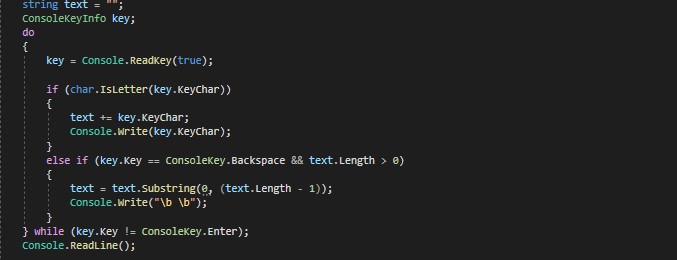 string text = "";
ConsoleKeyInfo key;
do
{
key = Console.ReadKey(true);
if (char.IsLetter(key.KeyChar))
{
text += key.KeyChar;
Console.Write(key.KeyChar);
}
else if (key.Key == ConsoleKey.Backspace && text.Length > 0)
{
text = text.Substring(0, (text.Length - 1));
Console.Write("\b \b");
}
} while (key.Key != ConsoleKey.Enter);
Console.ReadLine();